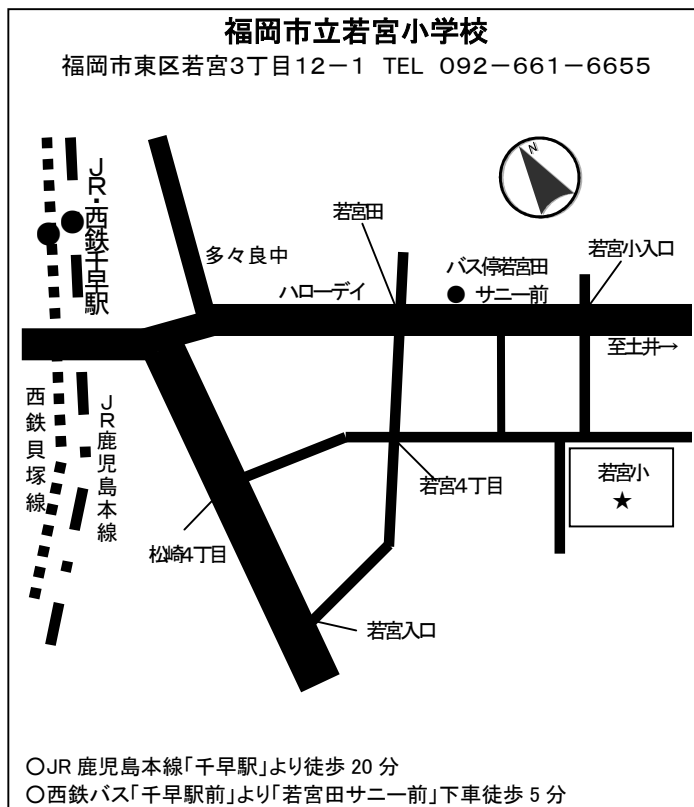 福岡市立若宮小学校
福岡市東区若宮3丁目12－1 TEL 092－661－6655
N
JR・西鉄千早駅
若宮田
多々良中
バス停若宮田
サニー前
若宮小入口
ハローデイ
至土井→
西鉄貝塚線
JR鹿児島本線
若宮4丁目
若宮小
★
松崎4丁目
若宮入口
○JR 鹿児島本線「千早駅」より徒歩 20 分
○西鉄バス「千早駅前」より「若宮田サニー前」下車徒歩 5 分